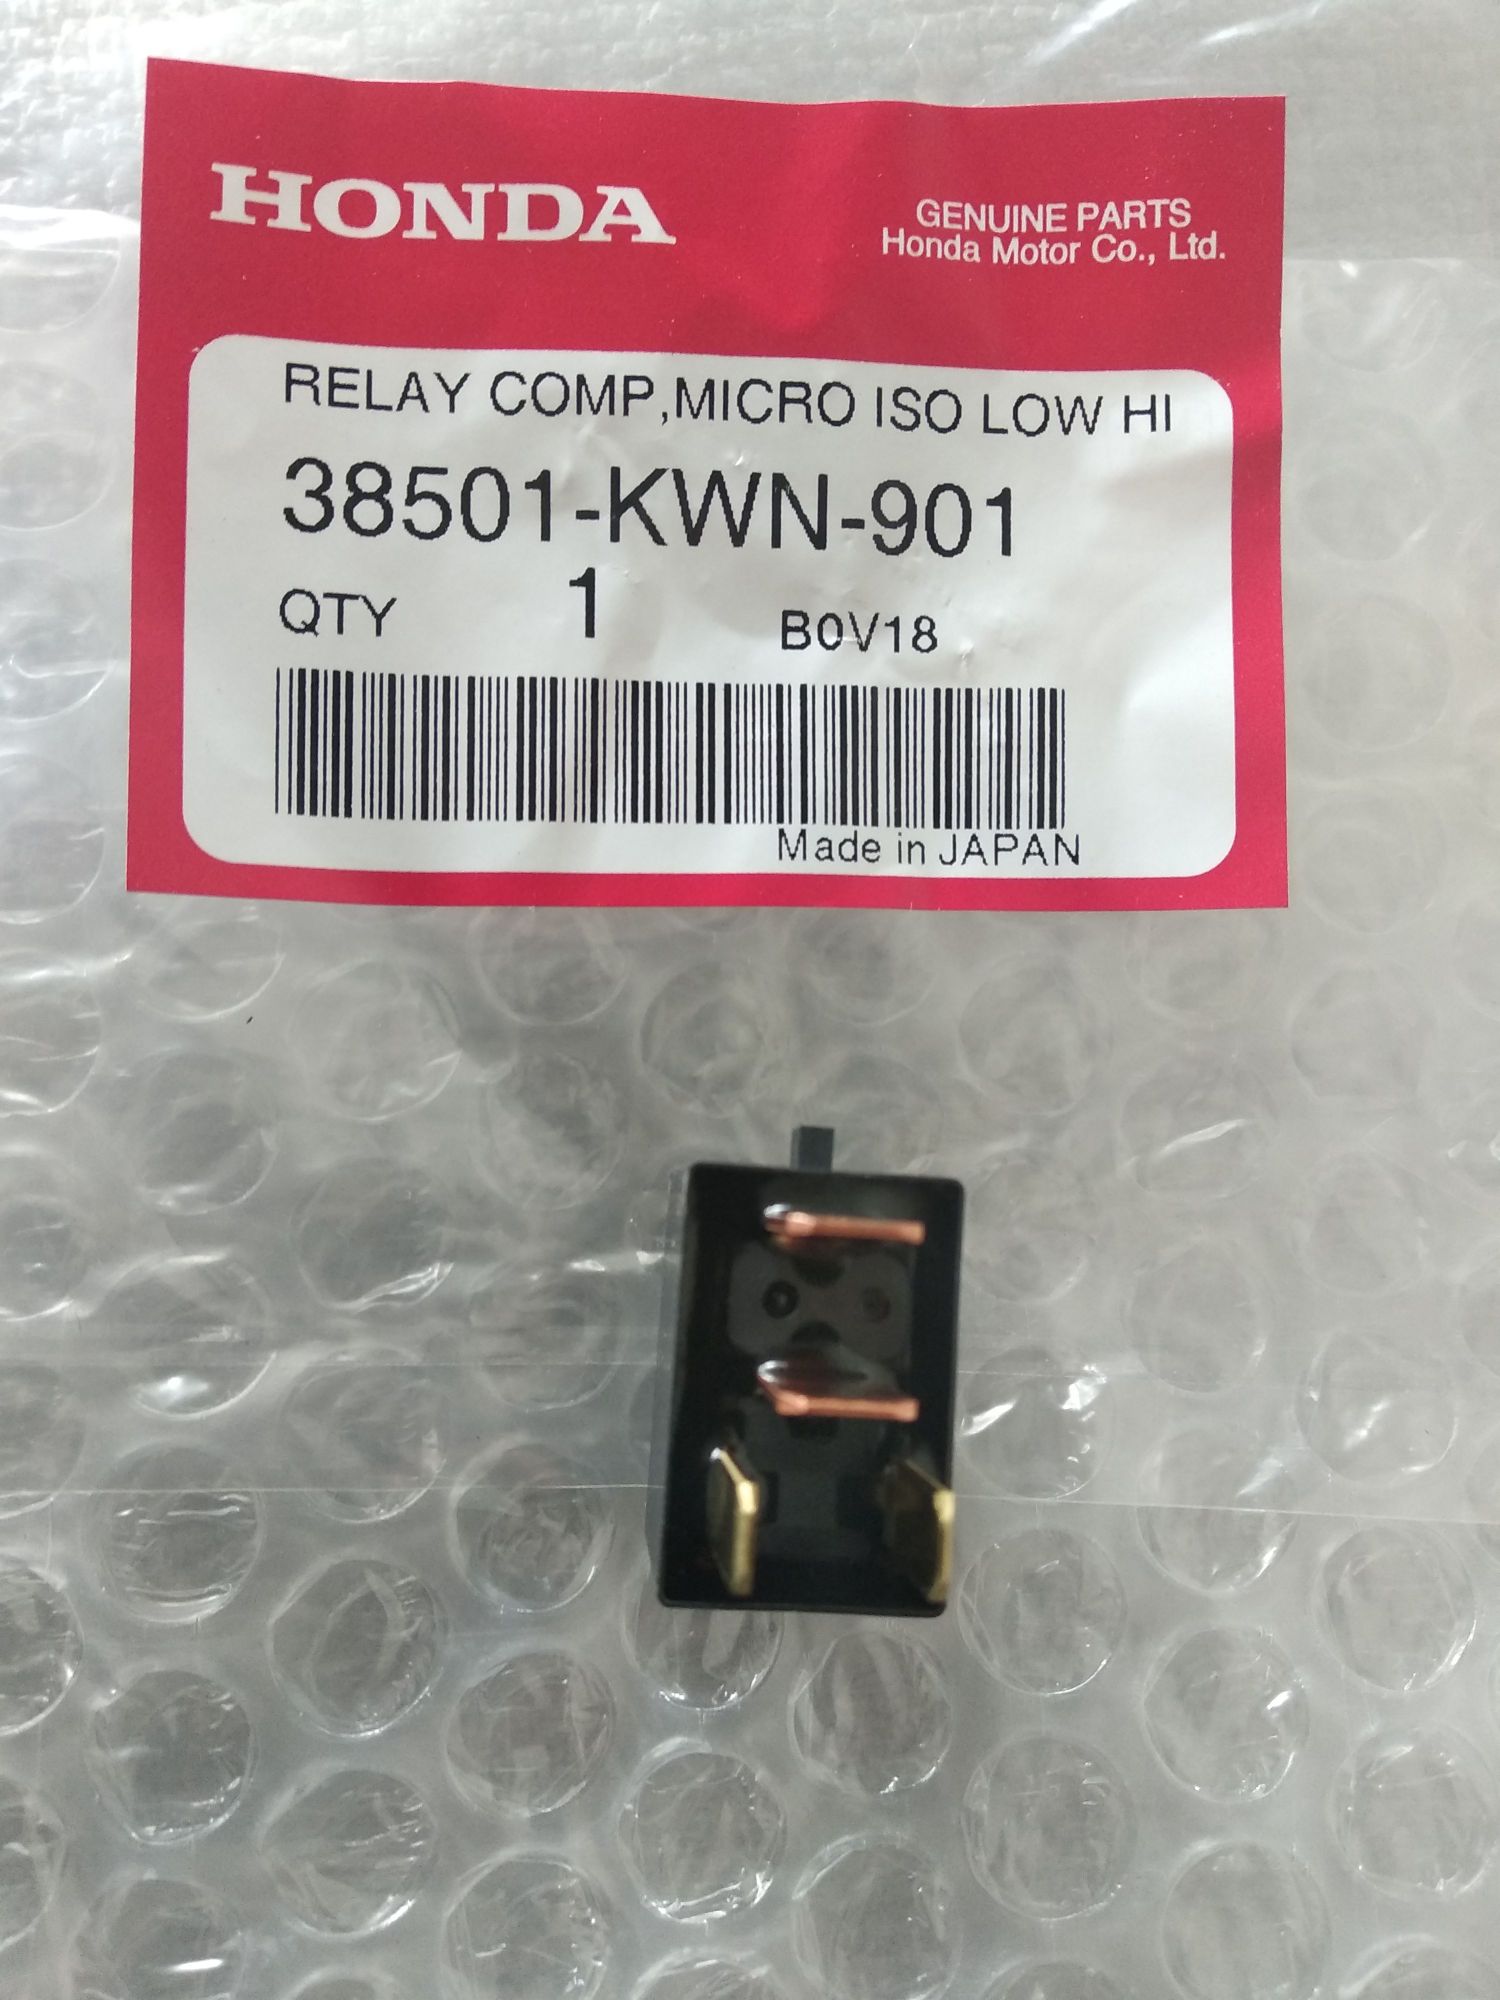 HONDA
GENUINE PARTS
Honda Motor Co., Ltd.
RELAY COMP,MICRO ISO LOW HI
38501-KWN-901
QTY 1 B0V18
Made in JAPAN